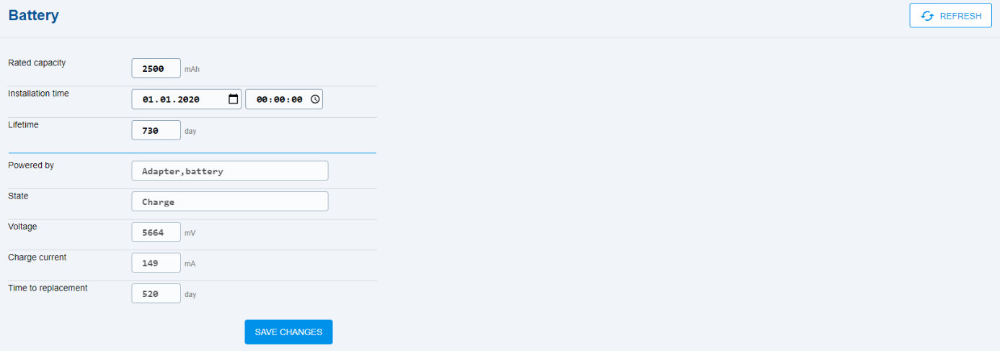 Battery
REFRESH
Rated capacity 2500 mAh
Installation time 01.01.2020 00:00:00
Lifetime 730 day
Powered by Adapter,battery
State Charge
Voltage 5664 mV
Charge current 149 mA
Time to replacement 520 day
SAVE CHANGES